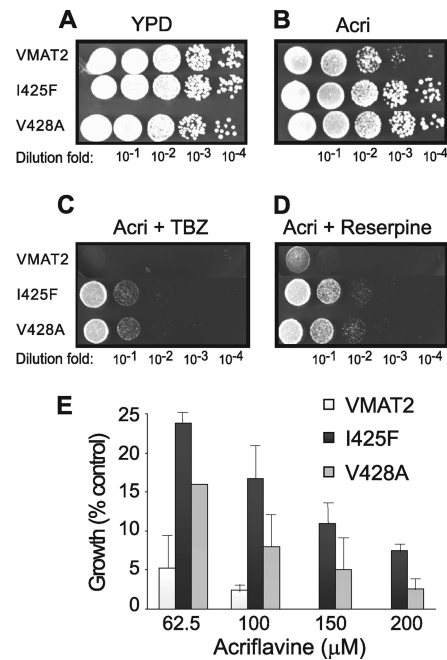 A YPD
B Acri
VMAT2
I425F
V428A
Dilution fold: 10-1 10-2 10-3 10-4 10-1 10-2 10-3 10-4
C Acri + TBZ
D Acri + Reserpine
VMAT2
I425F
V428A
Dilution fold: 10-1 10-2 10-3 10-4 10-1 10-2 10-3 10-4
E
VMAT2
I425F
V428A
Growth (% control)
25
20
15
10
5
0
62.5 100 150 200
Acriflavine (μM)